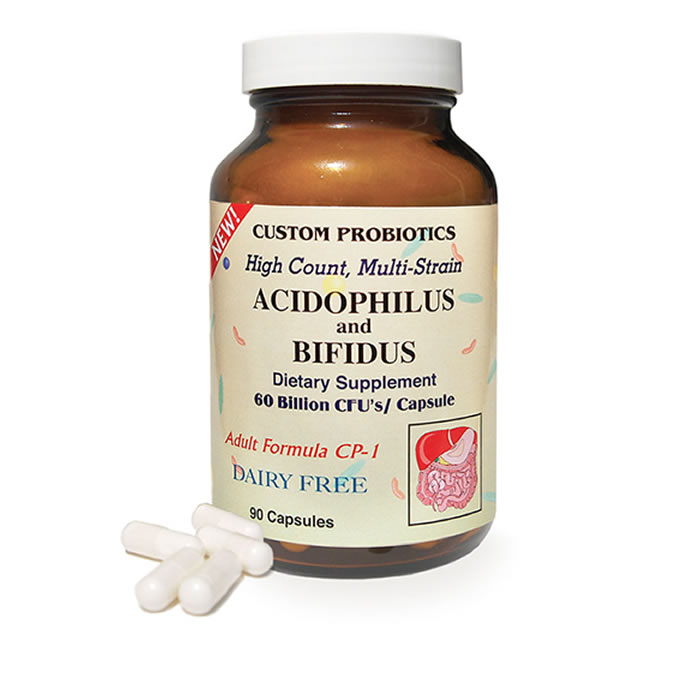 NEW!
CUSTOM PROBIOTICS
High Count, Multi-Strain
ACIDOPHILUS
and
BIFIDUS
Dietary Supplement
60 Billion CFU's/ Capsule
Adult Formula CP-1
DAIRY FREE
90 Capsules